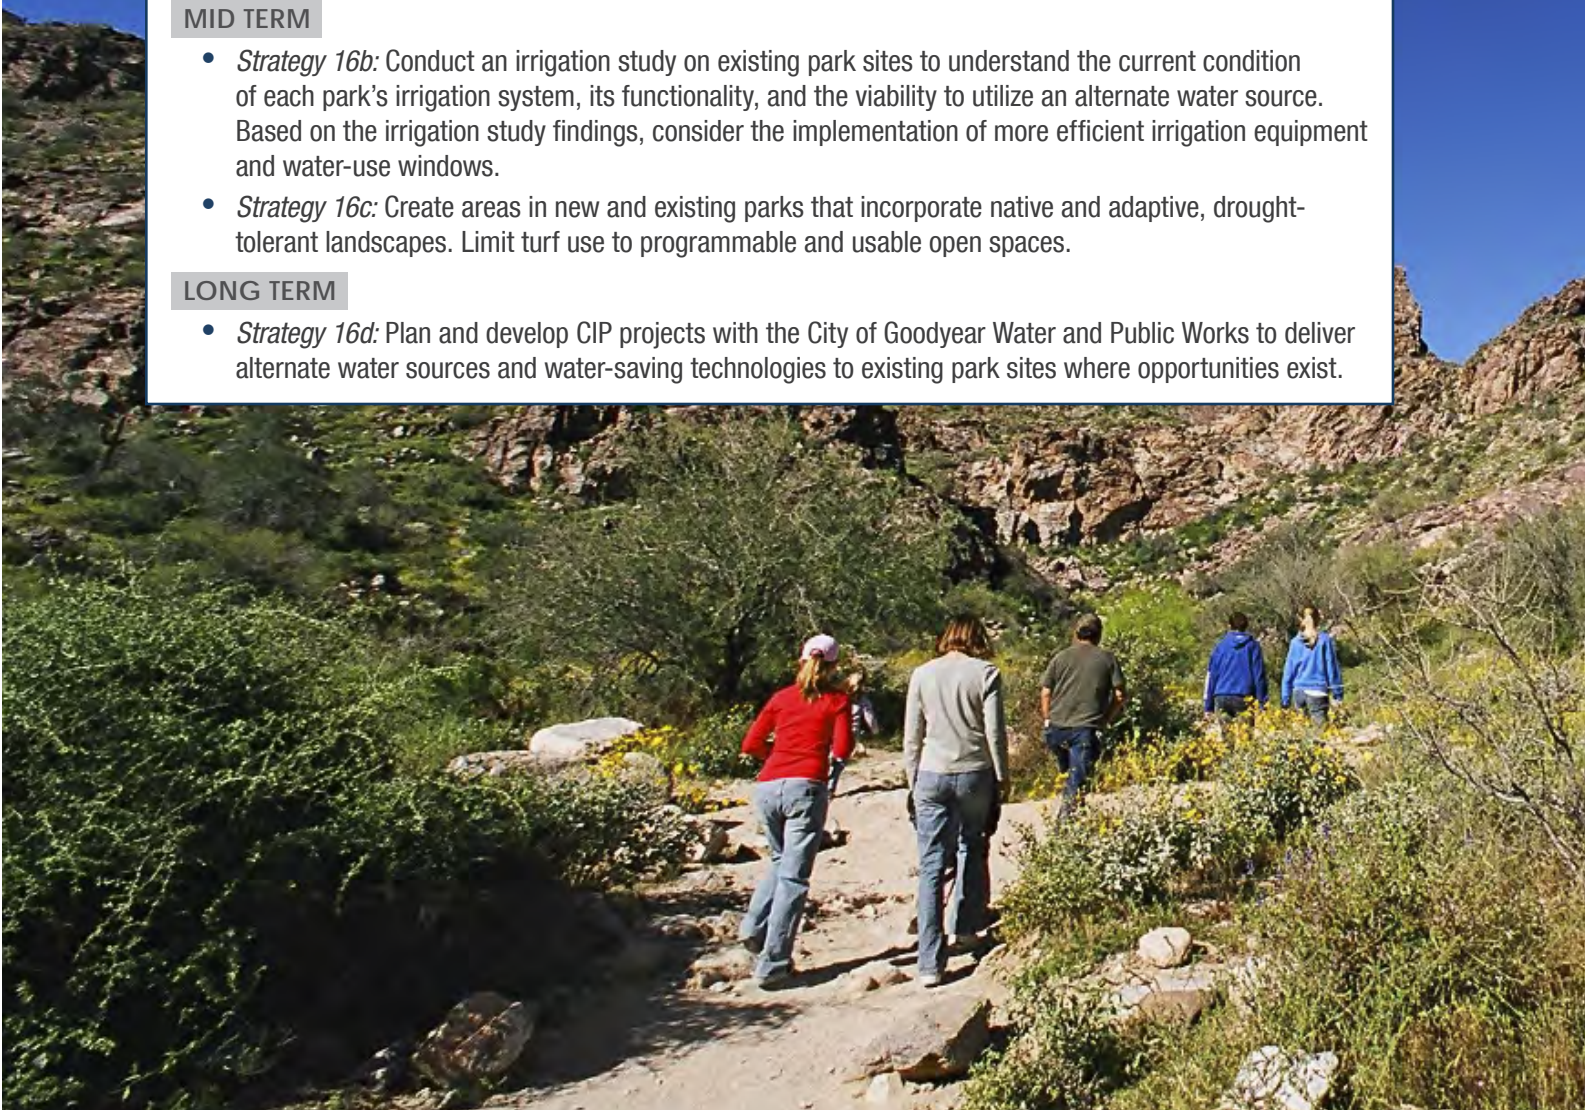 MID TERM
• Strategy 16b: Conduct an irrigation study on existing park sites to understand the current condition
of each park's irrigation system, its functionality, and the viability to utilize an alternate water source.
Based on the irrigation study findings, consider the implementation of more efficient irrigation equipment
and water-use windows.
• Strategy 16c: Create areas in new and existing parks that incorporate native and adaptive, drought-
tolerant landscapes. Limit turf use to programmable and usable open spaces.
LONG TERM
• Strategy 16d: Plan and develop CIP projects with the City of Goodyear Water and Public Works to deliver
alternate water sources and water-saving technologies to existing park sites where opportunities exist.